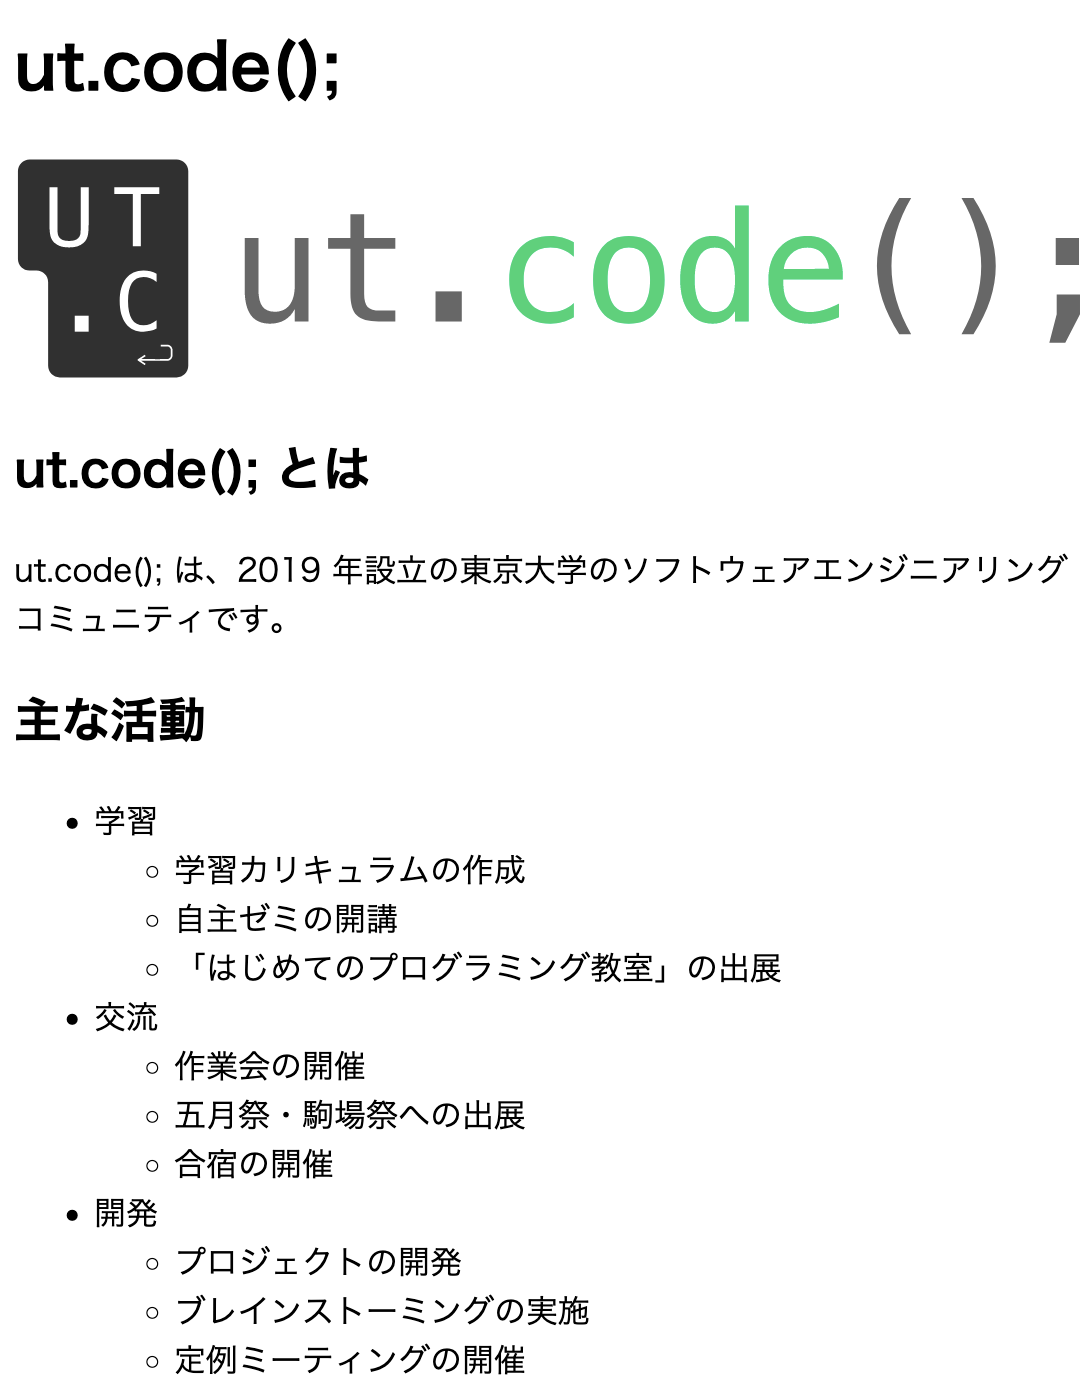 ut.code();
UT
.C
ut.code();
ut.code(); とは
ut.code(); は、2019 年設立の東京大学のソフトウェアエンジニアリング
コミュニティです。
主な活動
• 学習
◦ 学習カリキュラムの作成
◦ 自主ゼミの開講
◦ 「はじめてのプログラミング教室」の出展
• 交流
◦ 作業会の開催
◦ 五月祭・駒場祭への出展
◦ 合宿の開催
• 開発
◦ プロジェクトの開発
◦ ブレインストーミングの実施
◦ 定例ミーティングの開催